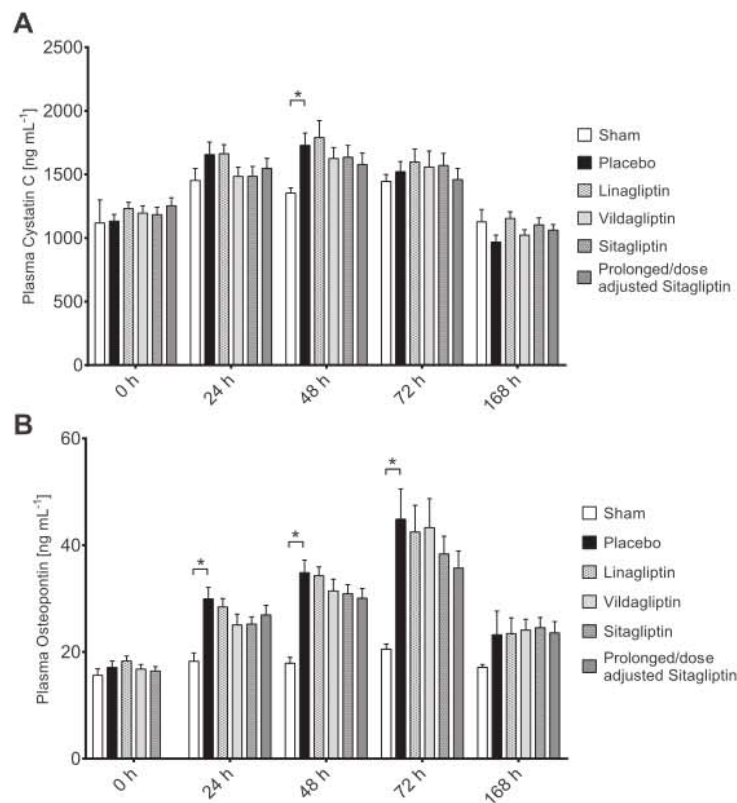 A
Plasma Cystatin C [ng mL⁻¹]
2500
2000
1500
1000
500
0
*
0 h
24 h
48 h
72 h
168 h
Sham
Placebo
Linagliptin
Vildagliptin
Sitagliptin
Prolonged/dose
adjusted Sitagliptin
B
Plasma Osteopontin [ng mL⁻¹]
60
40
20
0
*
*
*
0 h
24 h
48 h
72 h
168 h
Sham
Placebo
Linagliptin
Vildagliptin
Sitagliptin
Prolonged/dose
adjusted Sitagliptin